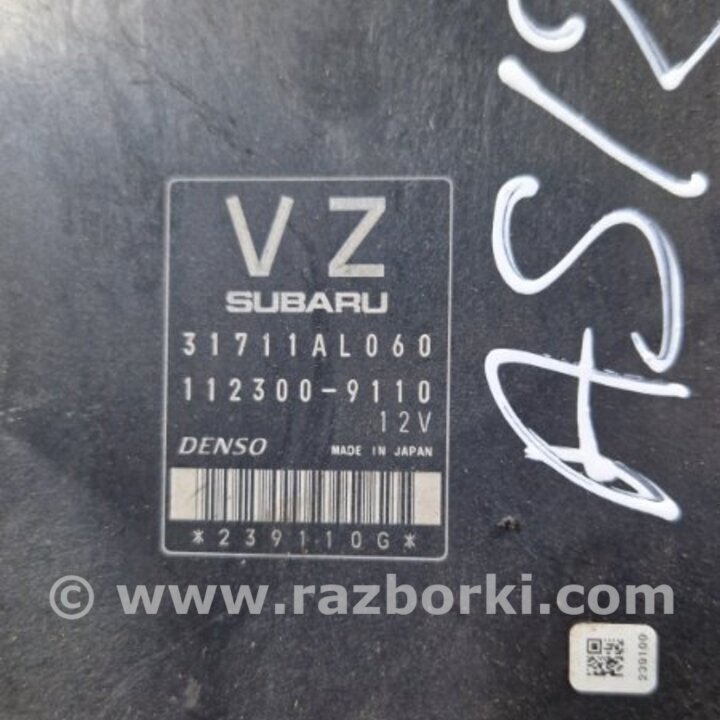 VZ
SUBARU
31711AL060
112300-9110
12V
DENSO MADE IN JAPAN
*239110G*
© www.razborki.com
239100